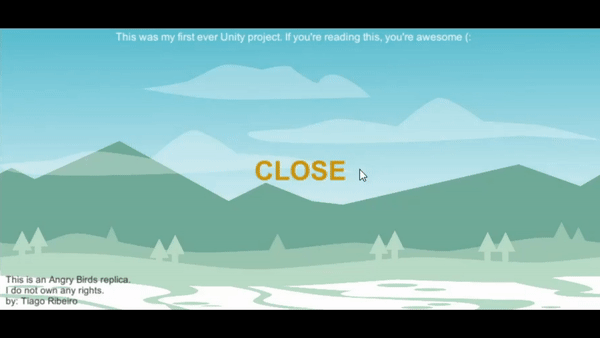 This was my first ever Unity project. If you're reading this, you're awesome (:
CLOSE
This is an Angry Birds replica.
I do not own any rights.
by: Tiago Ribeiro